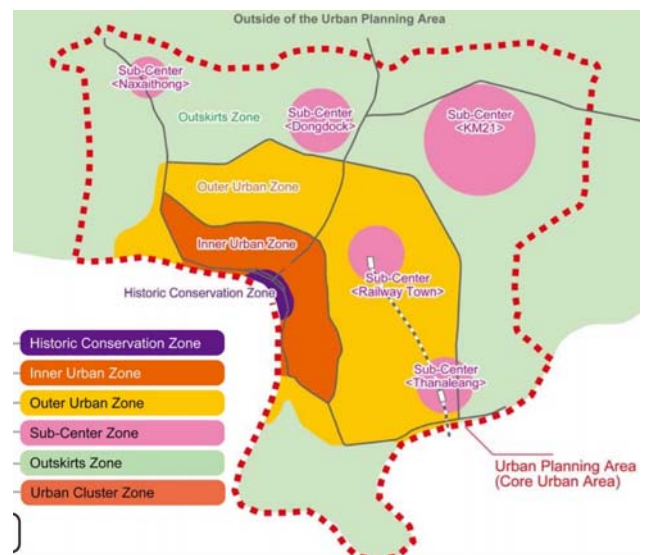 Outside of the Urban Planning Area
Sub-Center
<Naxaithong>
Sub-Center
<Dongdock>
Sub-Center
<KM21>
Outskirts Zone
Outer Urban Zone
Inner Urban Zone
Sub-Center
<Railway Town>
Historic Conservation Zone
Historic Conservation Zone
Inner Urban Zone
Outer Urban Zone
Sub-Center Zone
Outskirts Zone
Urban Cluster Zone
Sub-Center
<Thanaleang>
Urban Planning Area
(Core Urban Area)